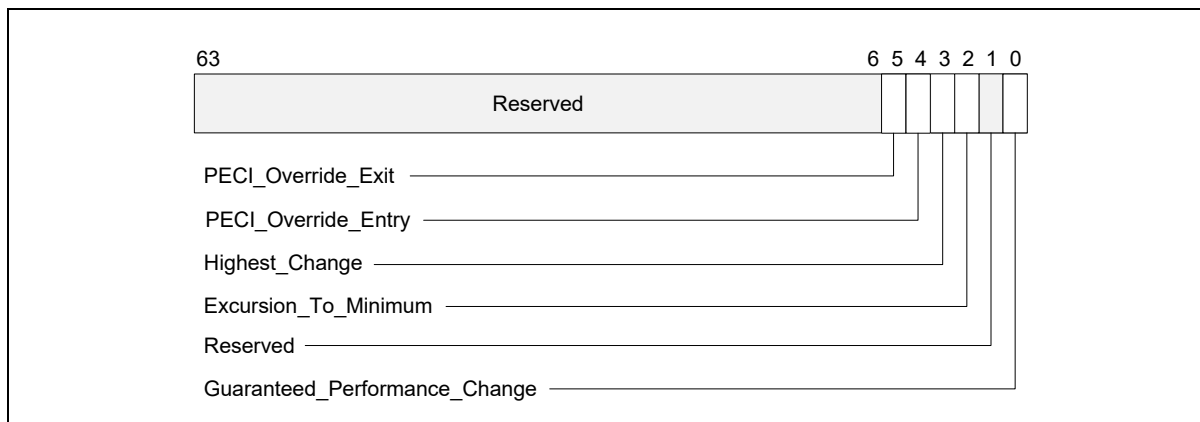 63 6 5 4 3 2 1 0
Reserved
PECI_Override_Exit
PECI_Override_Entry
Highest_Change
Excursion_To_Minimum
Reserved
Guaranteed_Performance_Change